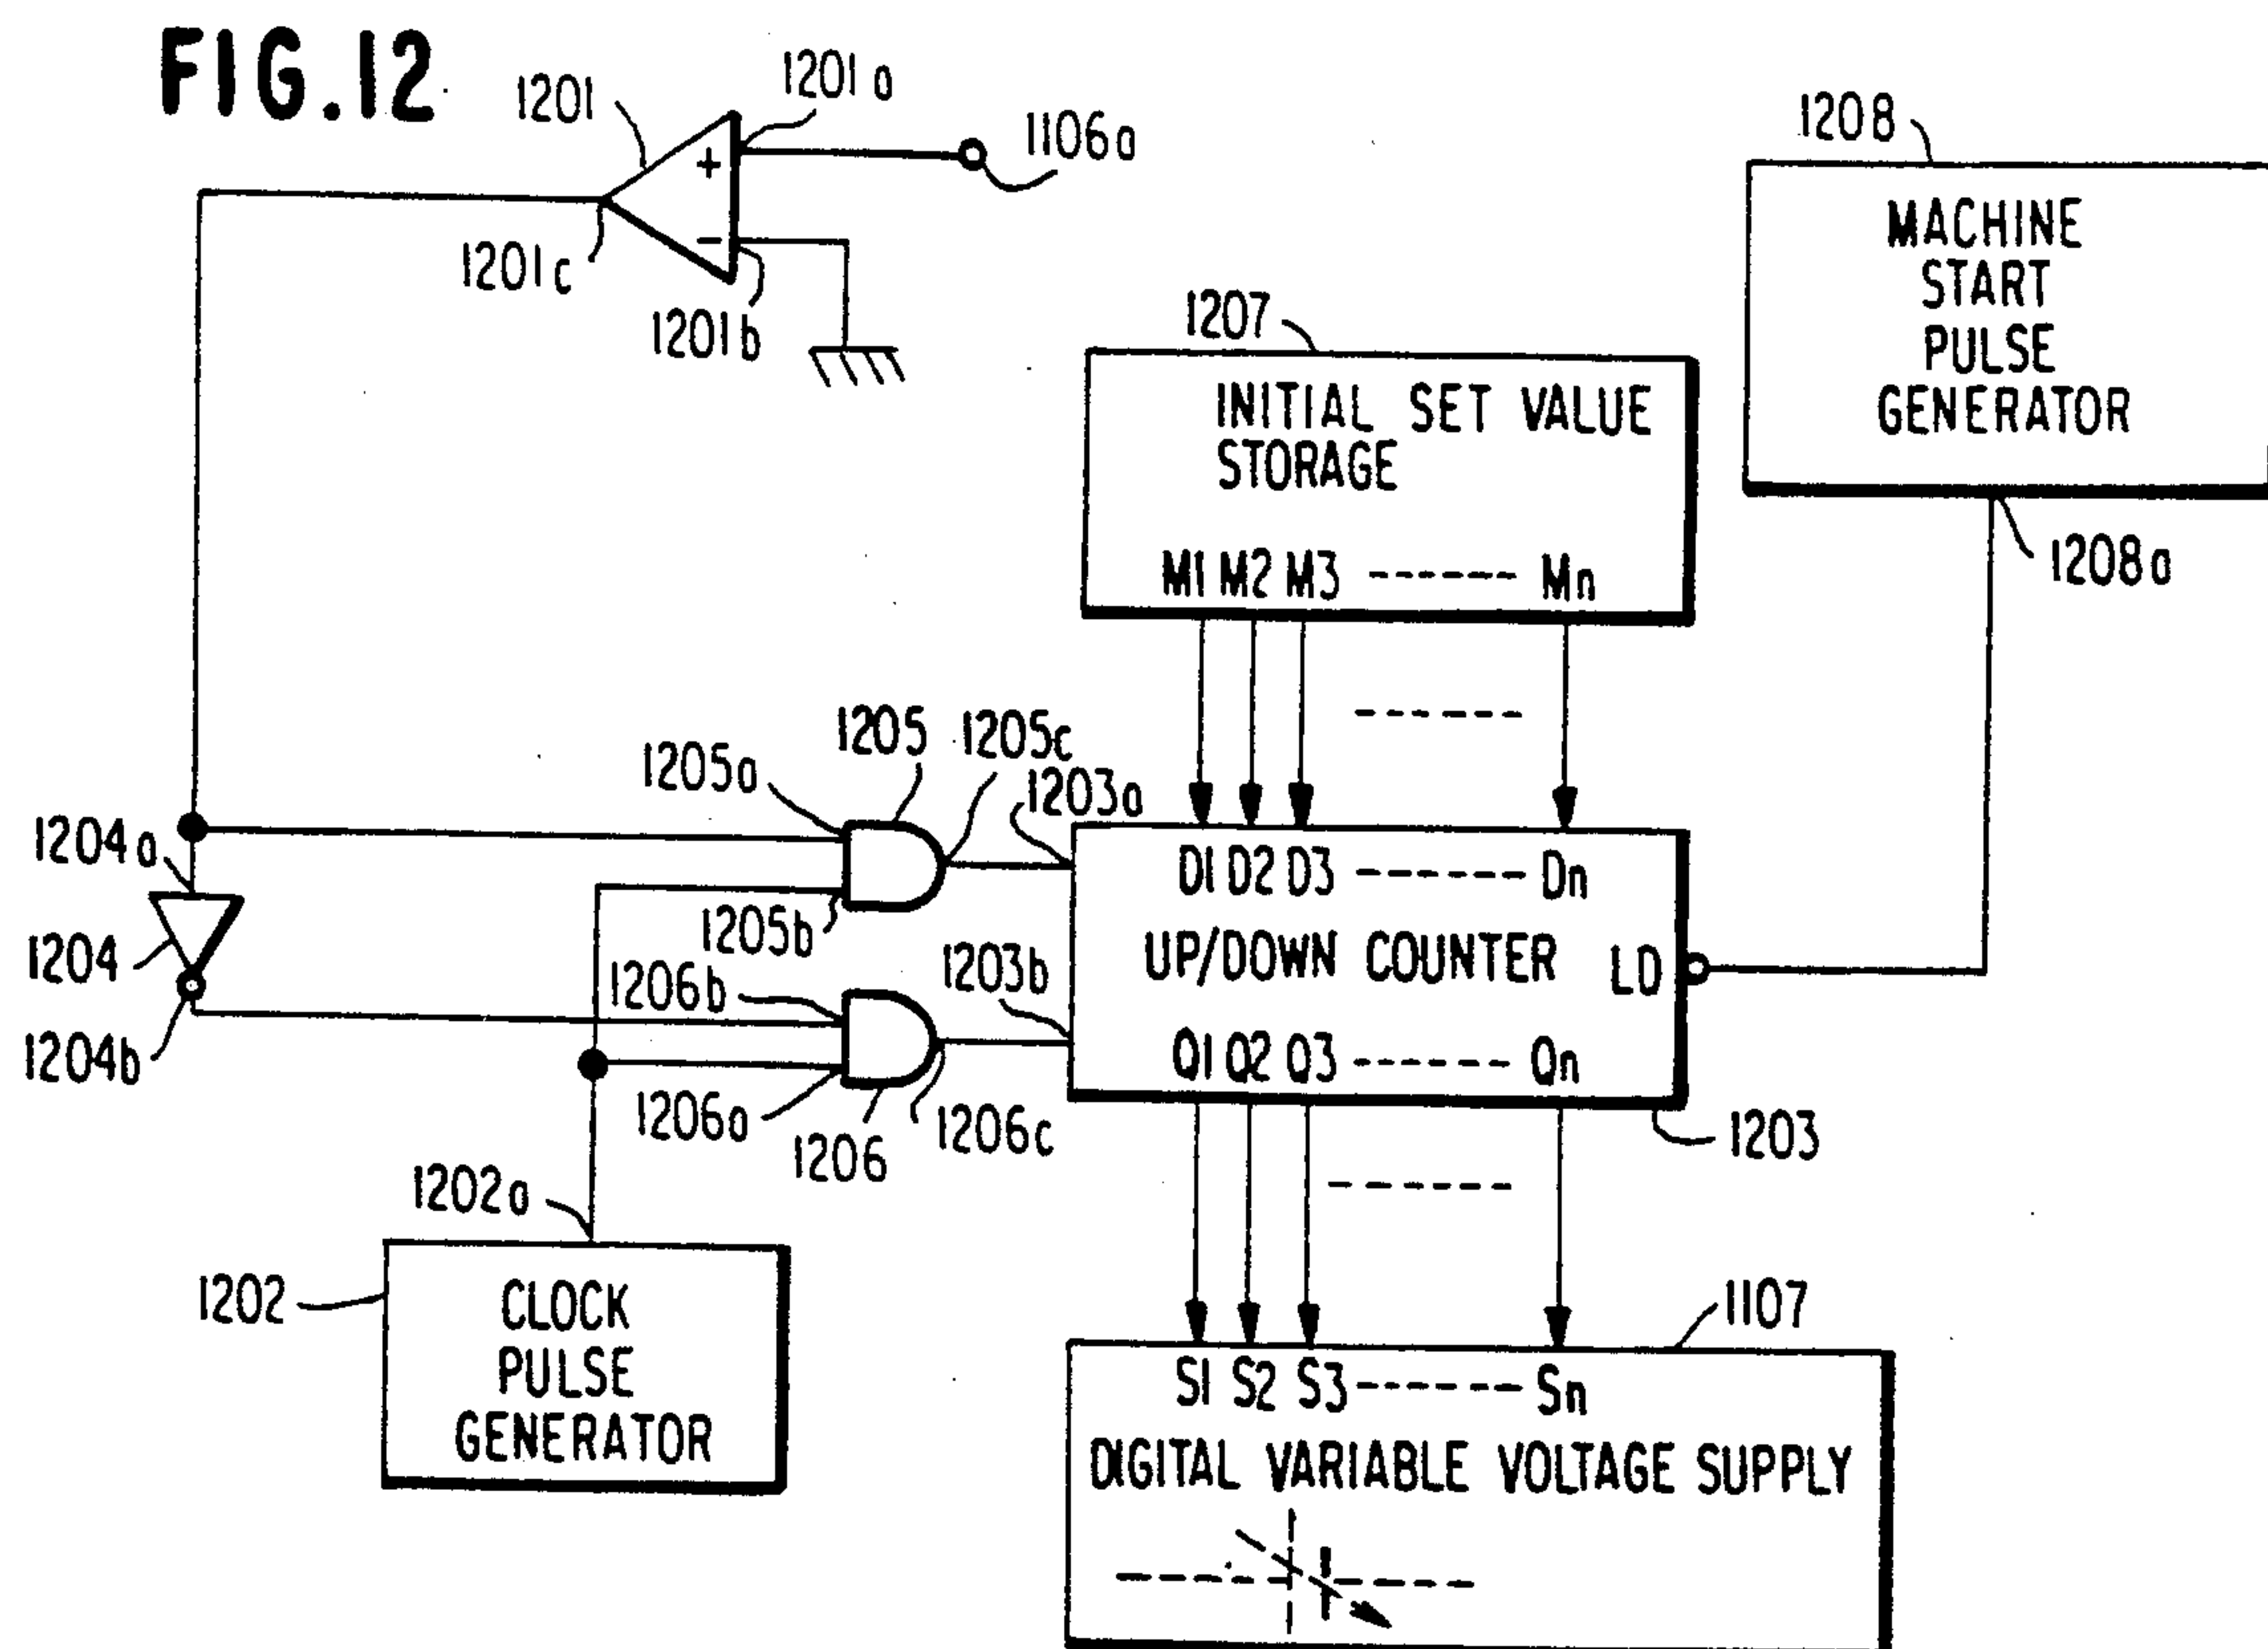 FIG.12
1201
1201a
1106a
1201c
1201b
1208
MACHINE
START
PULSE
GENERATOR
1208a
1207
INITIAL SET VALUE
STORAGE
M1 M2 M3 ------ Mn
------
1205
1205c
1205a
1203a
1204a
1205b
1204
1204b
1206b
1203b
D1 D2 D3 ------- Dn
UP/DOWN COUNTER
LD
Q1 Q2 Q3 ------ Qn
1206a
1206
1206c
1203
1202a
-------
1202
CLOCK
PULSE
GENERATOR
1107
S1 S2 S3 ------- Sn
DIGITAL VARIABLE VOLTAGE SUPPLY